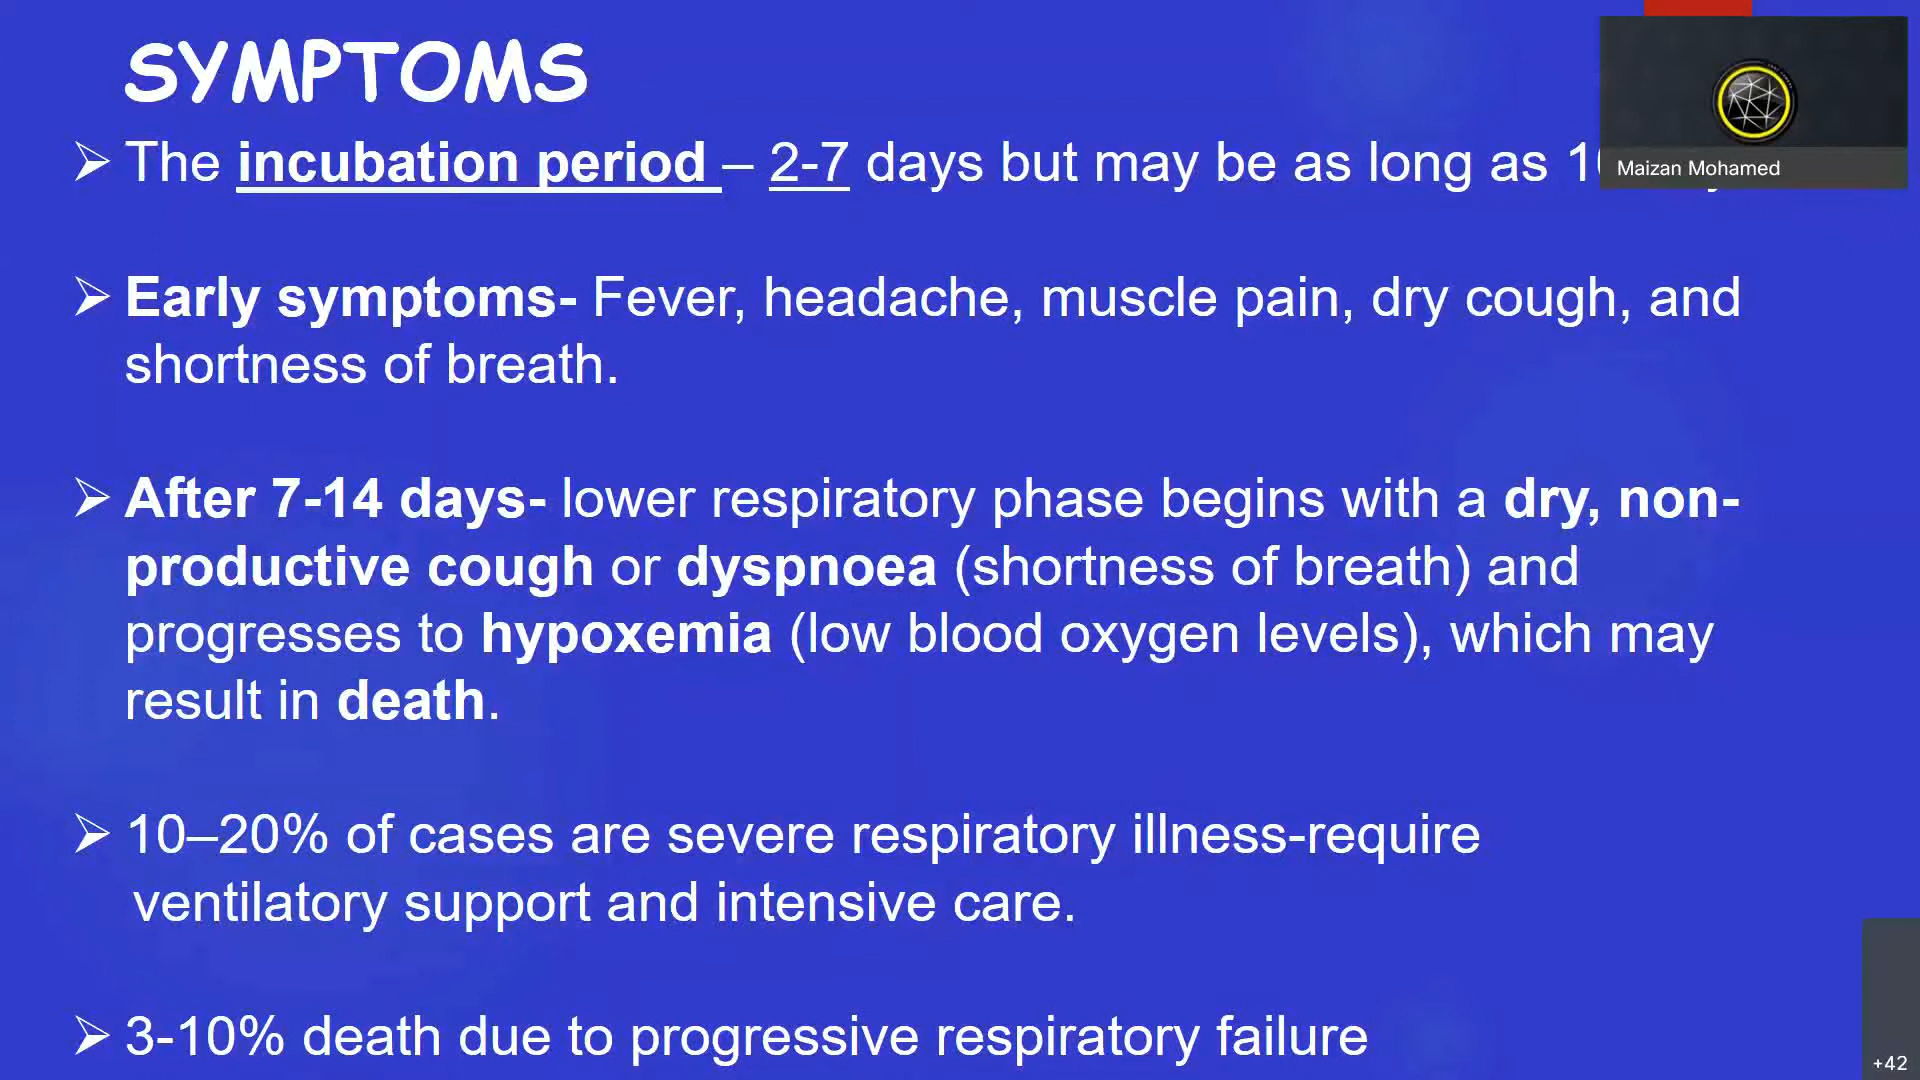 SYMPTOMS
➢ The incubation period – 2-7 days but may be as long as
Maizan Mohamed
➢ Early symptoms- Fever, headache, muscle pain, dry cough, and
shortness of breath.
➢ After 7-14 days- lower respiratory phase begins with a dry, non-
productive cough or dyspnoea (shortness of breath) and
progresses to hypoxemia (low blood oxygen levels), which may
result in death.
➢ 10–20% of cases are severe respiratory illness-require
ventilatory support and intensive care.
➢ 3-10% death due to progressive respiratory failure
+42